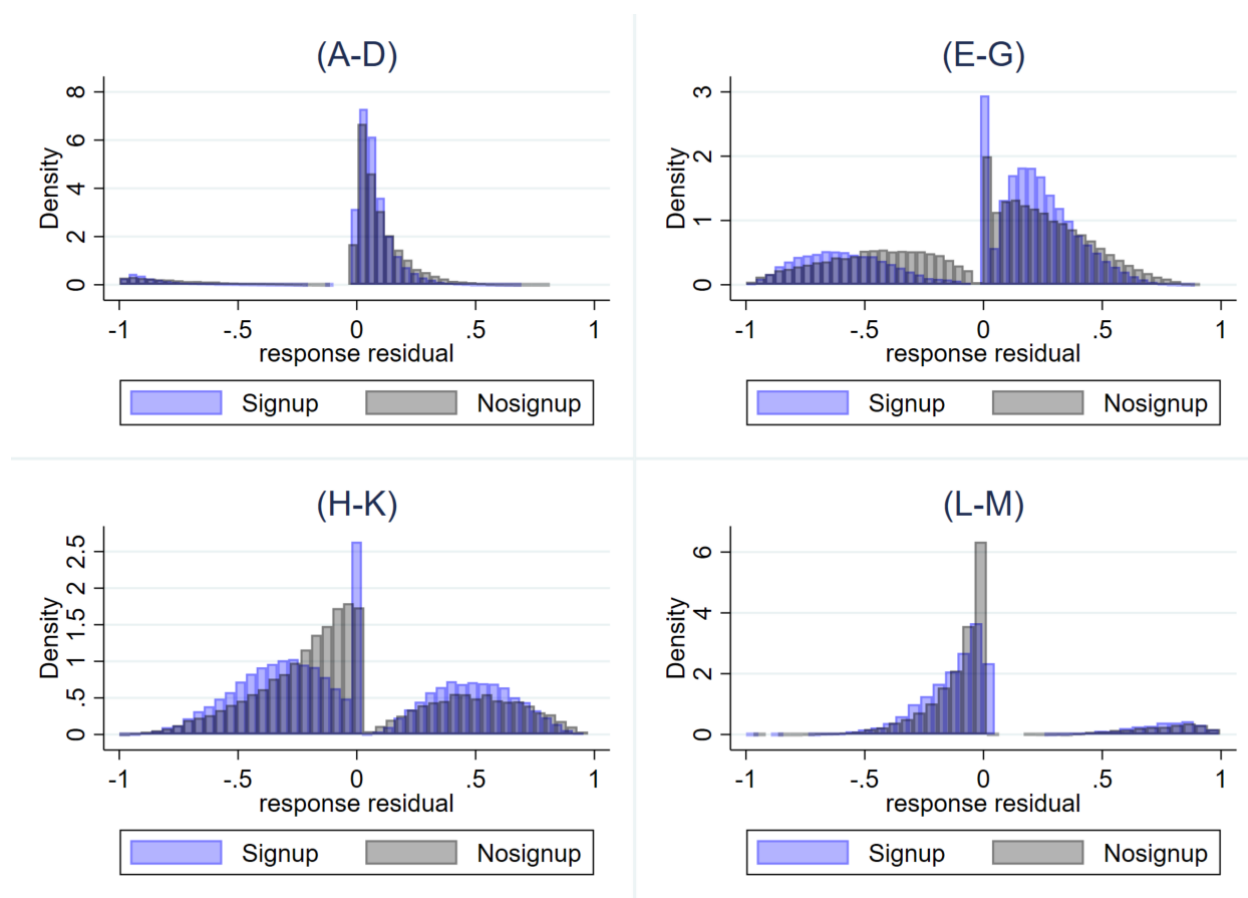 (A-D)
Density
8
6
4
2
0
-1 -.5 0 .5 1
response residual
Signup Nosignup
(E-G)
Density
3
2
1
0
-1 -.5 0 .5 1
response residual
Signup Nosignup
(H-K)
Density
2.5
2
1.5
1
.5
0
-1 -.5 0 .5 1
response residual
Signup Nosignup
(L-M)
Density
6
4
2
0
-1 -.5 0 .5 1
response residual
Signup Nosignup